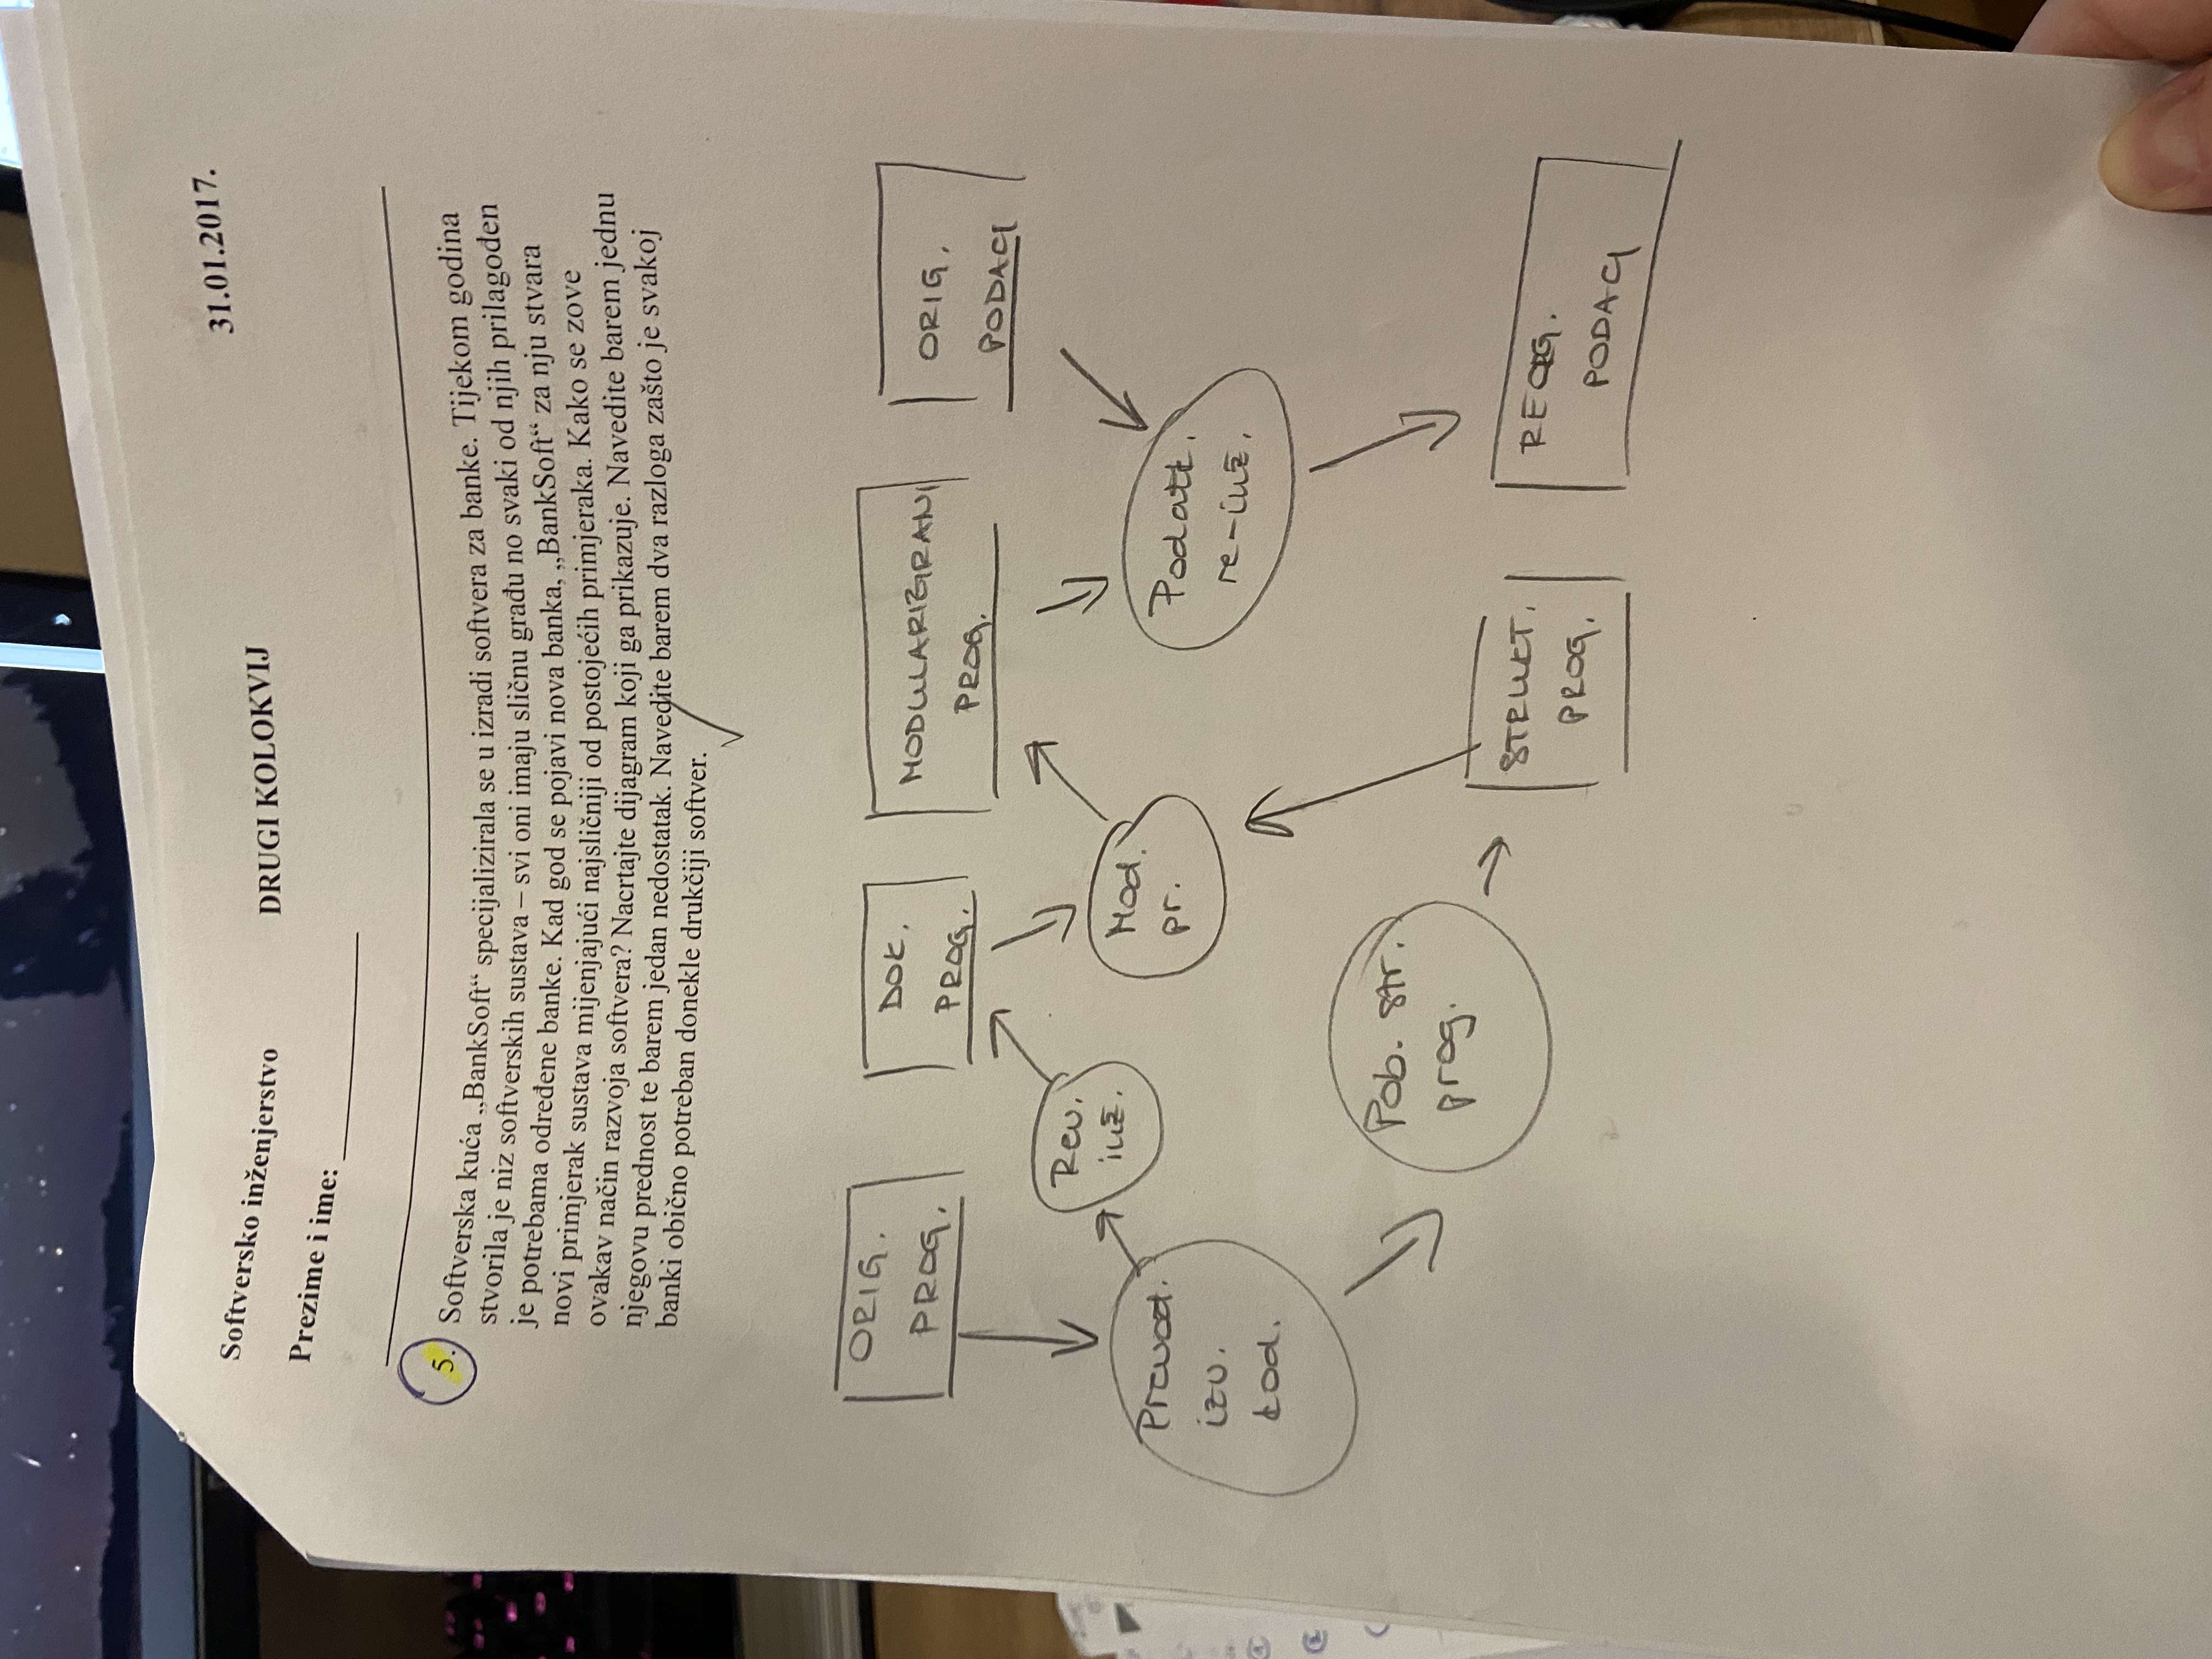 31.01.2017.
Softversko inženjerstvo
DRUGI KOLOKVIJ
Prezime i ime:
5. Softverska kuća „BankSoft“ specijalizirala se u izradi softvera za banke. Tijekom godina
stvorila je niz softverskih sustava – svi oni imaju sličnu građu no svaki od njih prilagođen
je potrebama određene banke. Kad god se pojavi nova banka, „BankSoft“ za nju stvara
novi primjerak sustava mijenjajući najsličniji od postojećih primjeraka. Kako se zove
ovakav način razvoja softvera? Nacrtajte dijagram koji ga prikazuje. Navedite barem jednu
njegovu prednost te barem jedan nedostatak. Navedite barem dva razloga zašto je svakoj
banki obično potreban donekle drukčiji softver.
ORIG.
PROG.
DOK.
PROG.
MODULARIZIRANI
PROG.
ORIG.
PODACI
Prevod.
izv.
kod.
Rev.
inž.
Mod.
pr.
Podatk.
re-inž.
Pob. str.
prog.
STRUKT.
PROG.
REORG.
PODACI